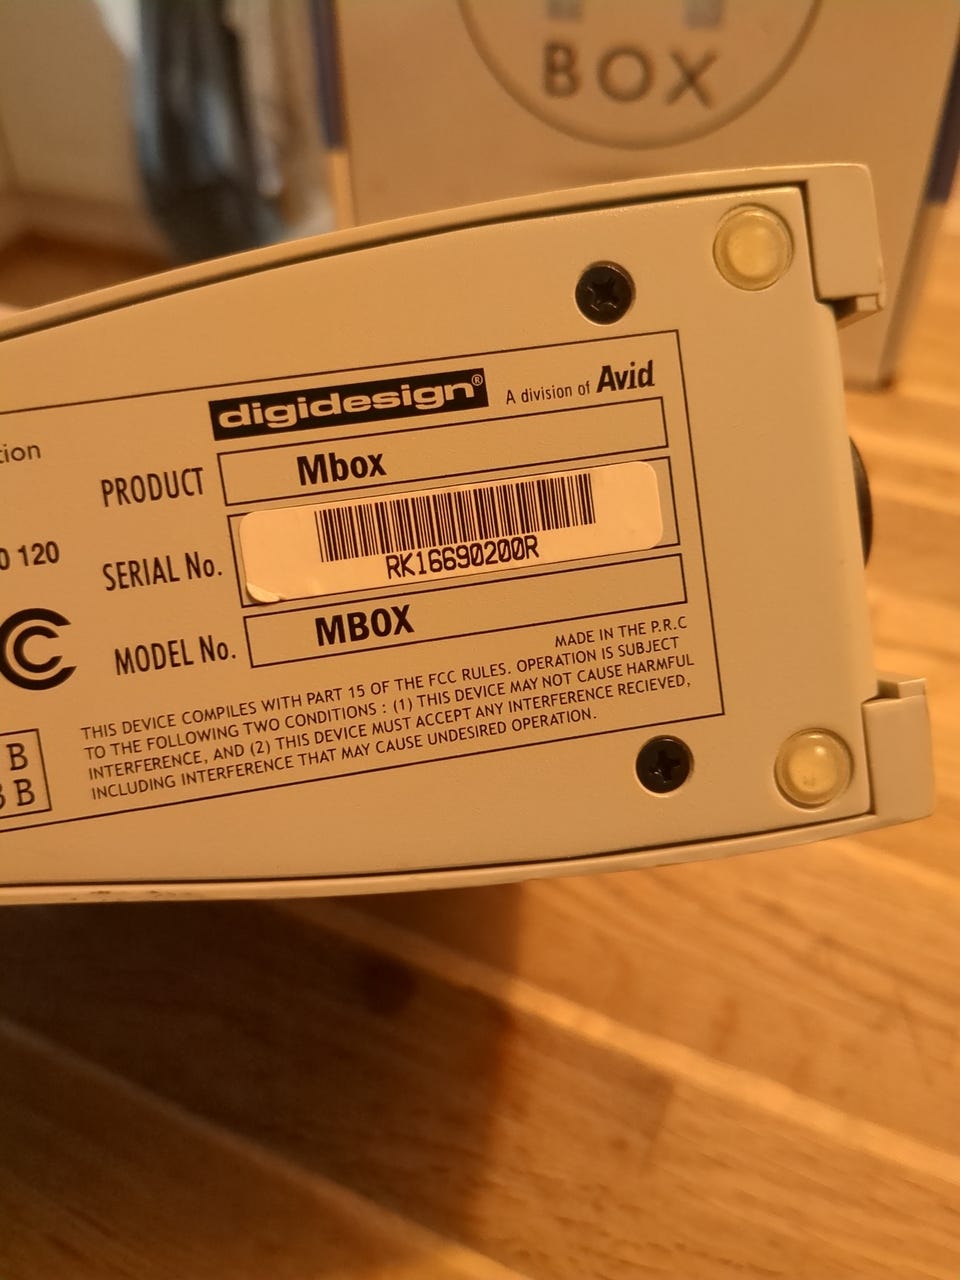 BOX
digidesign®
A division of Avid
tion
PRODUCT Mbox
0 120
SERIAL No. RK16690200R
MODEL No. MBOX
MADE IN THE P.R.C
THIS DEVICE COMPILES WITH PART 15 OF THE FCC RULES. OPERATION IS SUBJECT
TO THE FOLLOWING TWO CONDITIONS : (1) THIS DEVICE MAY NOT CAUSE HARMFUL
INTERFERENCE, AND (2) THIS DEVICE MUST ACCEPT ANY INTERFERENCE RECIEVED,
INCLUDING INTERFERENCE THAT MAY CAUSE UNDESIRED OPERATION.
B
B